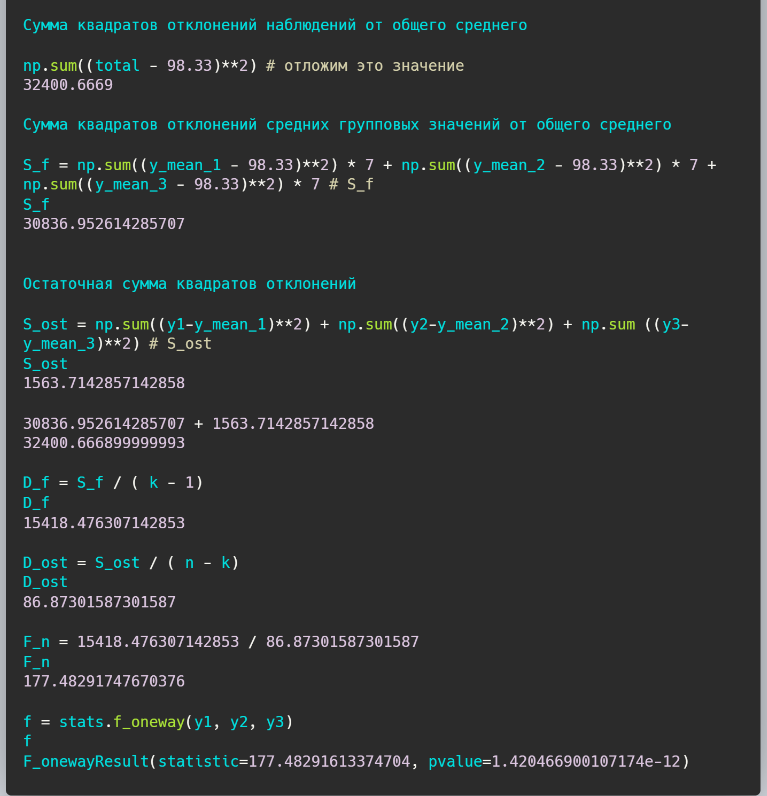 Сумма квадратов отклонений наблюдений от общего среднего
np.sum((total - 98.33)**2) # отложим это значение
32400.6669
Сумма квадратов отклонений средних групповых значений от общего среднего
S_f = np.sum((y_mean_1 - 98.33)**2) * 7 + np.sum((y_mean_2 - 98.33)**2) * 7 +
np.sum((y_mean_3 - 98.33)**2) * 7 # S_f
S_f
30836.952614285707
Остаточная сумма квадратов отклонений
S_ost = np.sum((y1-y_mean_1)**2) + np.sum((y2-y_mean_2)**2) + np.sum ((y3-
y_mean_3)**2) # S_ost
S_ost
1563.7142857142858
30836.952614285707 + 1563.7142857142858
32400.666899999993
D_f = S_f / ( k - 1)
D_f
15418.476307142853
D_ost = S_ost / ( n - k)
D_ost
86.87301587301587
F_n = 15418.476307142853 / 86.87301587301587
F_n
177.48291747670376
f = stats.f_oneway(y1, y2, y3)
f
F_onewayResult(statistic=177.48291613374704, pvalue=1.420466900107174e-12)